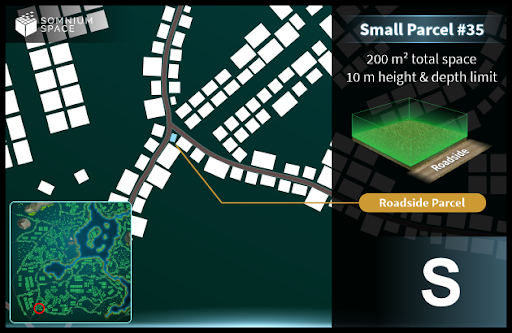 SOMNIUM
SPACE
Small Parcel #35
200 m² total space
10 m height & depth limit
Roadside
Roadside Parcel
S